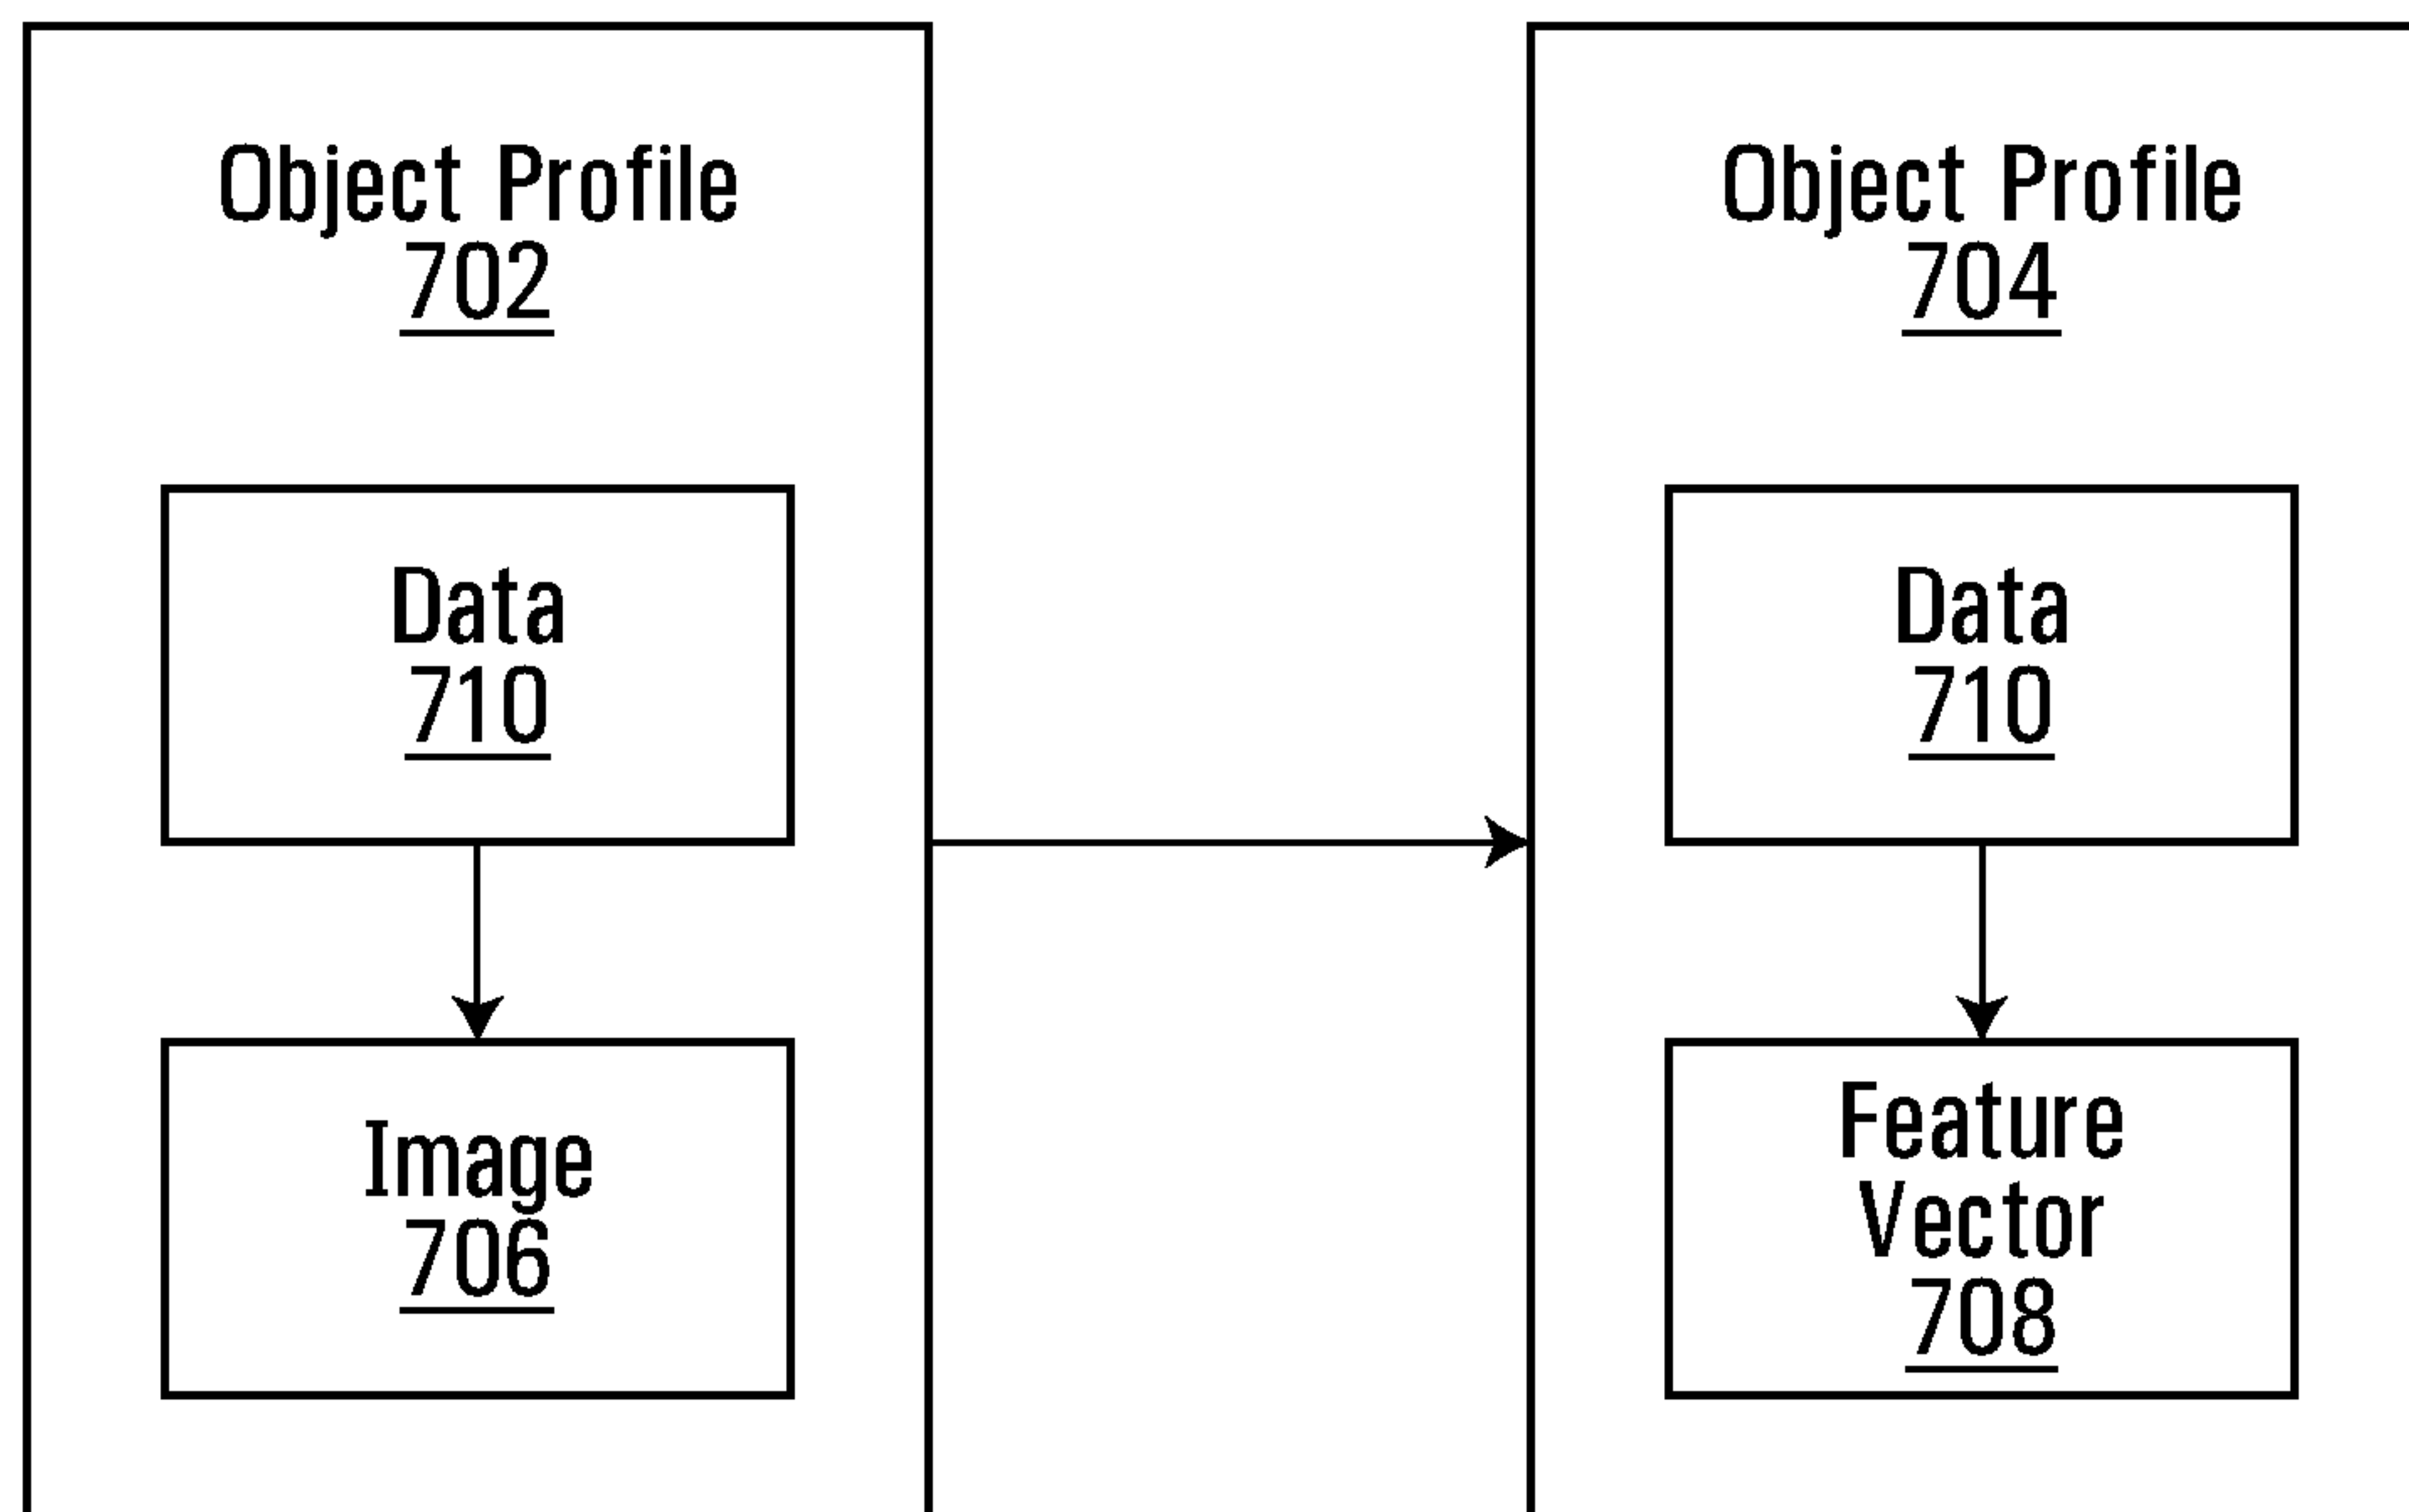 Object Profile
702
Data
710
Image
706
Object Profile
704
Data
710
Feature
Vector
708